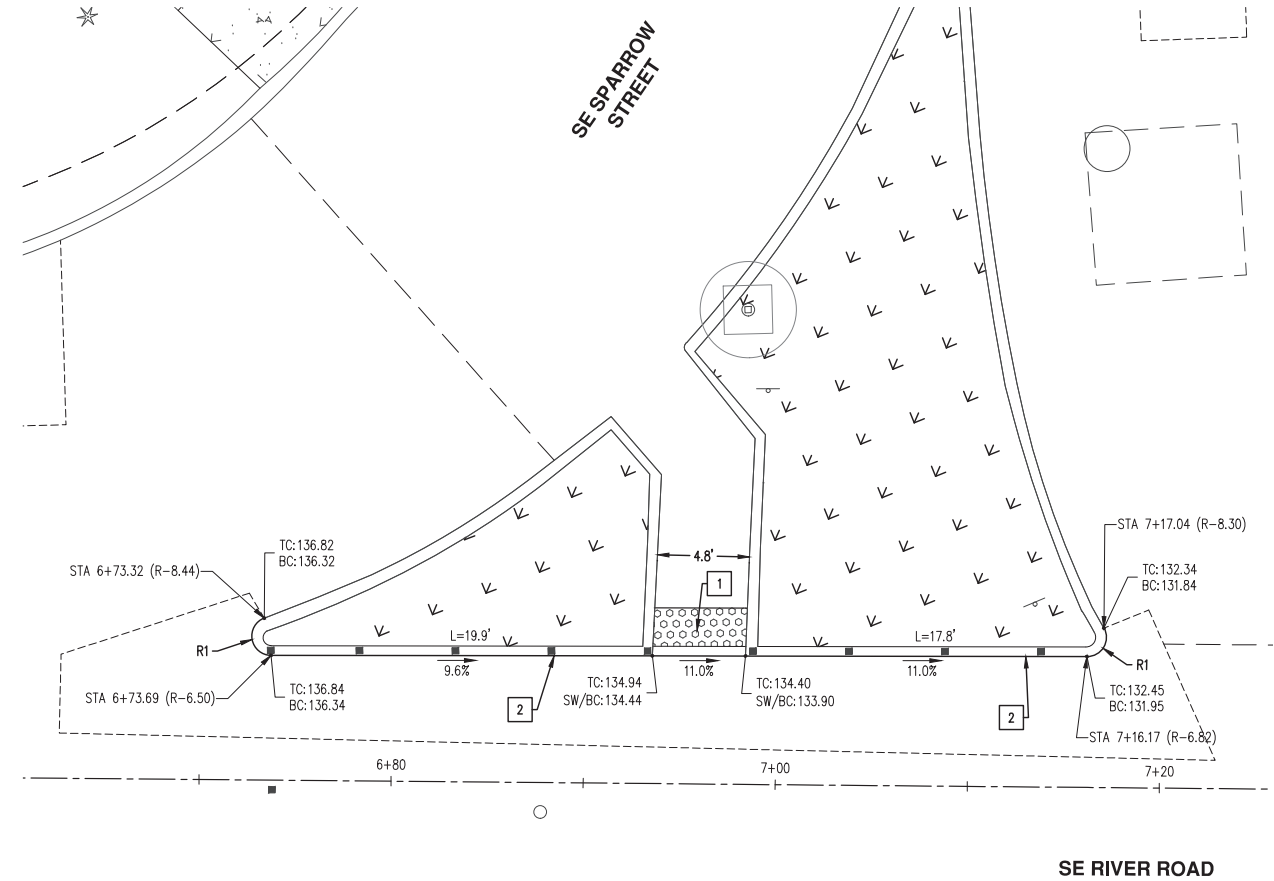 SE SPARROW
STREET
STA 7+17.04 (R-8.30)
TC:136.82
BC:136.32
4.8'
STA 6+73.32 (R-8.44)
TC:132.34
BC:131.84
1
R1
L=19.9'
L=17.8'
R1
9.6%
11.0%
11.0%
STA 6+73.69 (R-6.50)
TC:136.84
BC:136.34
2
TC:134.94
SW/BC:134.44
TC:134.40
SW/BC:133.90
2
TC:132.45
BC:131.95
STA 7+16.17 (R-6.82)
6+80
7+00
7+20
SE RIVER ROAD